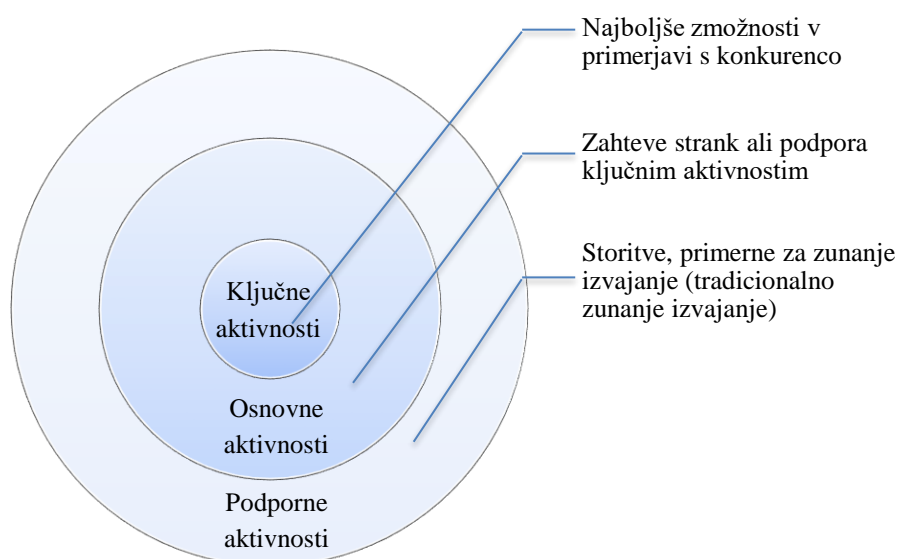 Najboljše zmožnosti v
primerjavi s konkurenco
Zahteve strank ali podpora
ključnim aktivnostim
Storitve, primerne za zunanje
izvajanje (tradicionalno
zunanje izvajanje)
Ključne
aktivnosti
Osnovne
aktivnosti
Podporne
aktivnosti